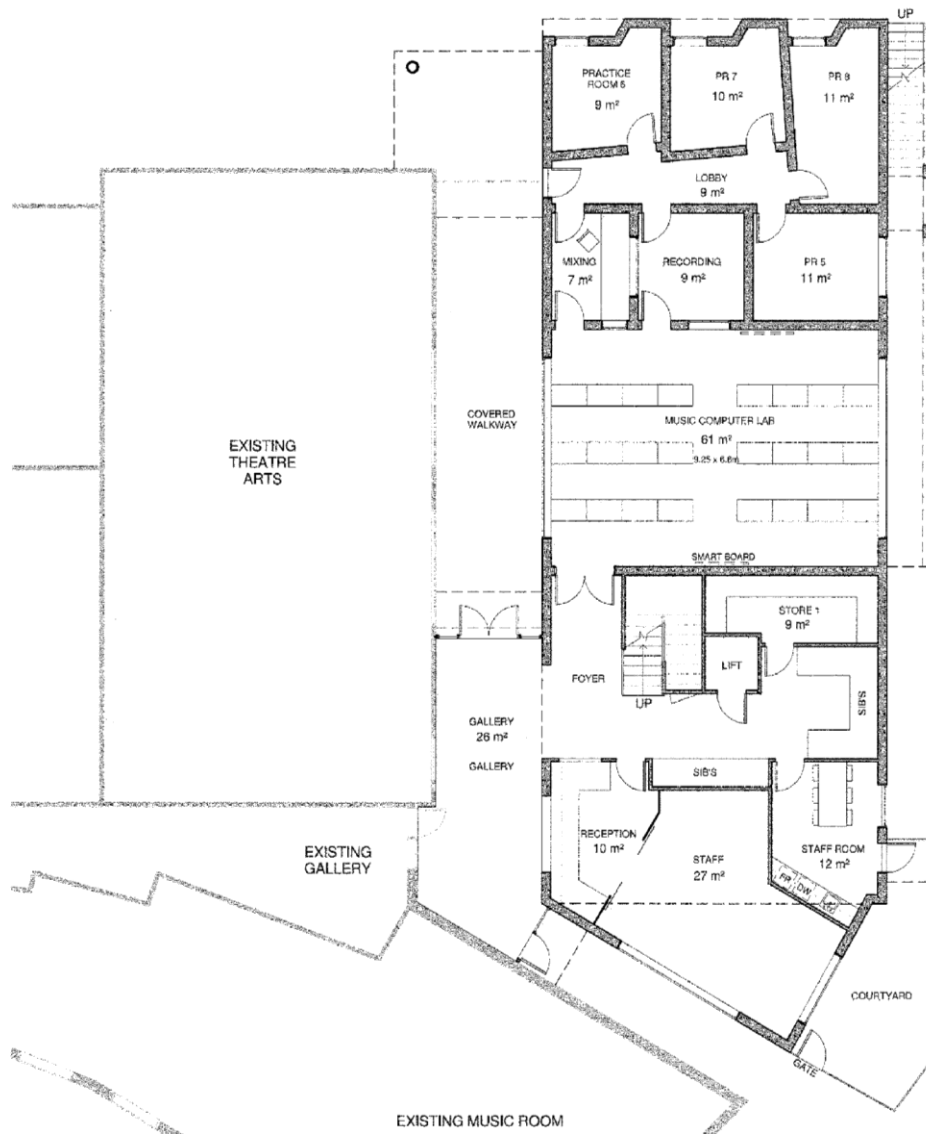 UP
PRACTICE
ROOM 6
9 m²
PR 7
10 m²
PR 8
11 m²
LOBBY
9 m²
MIXING
7 m²
RECORDING
9 m²
PR 5
11 m²
COVERED
WALKWAY
MUSIC COMPUTER LAB
61 m²
9.25 x 6.6m
EXISTING
THEATRE
ARTS
SMART BOARD
STORE 1
9 m²
LIFT
FOYER
UP
SIB'S
GALLERY
26 m²
GALLERY
SIB'S
RECEPTION
10 m²
STAFF
27 m²
STAFF ROOM
12 m²
FR
DW
EXISTING
GALLERY
COURTYARD
GATE
EXISTING MUSIC ROOM